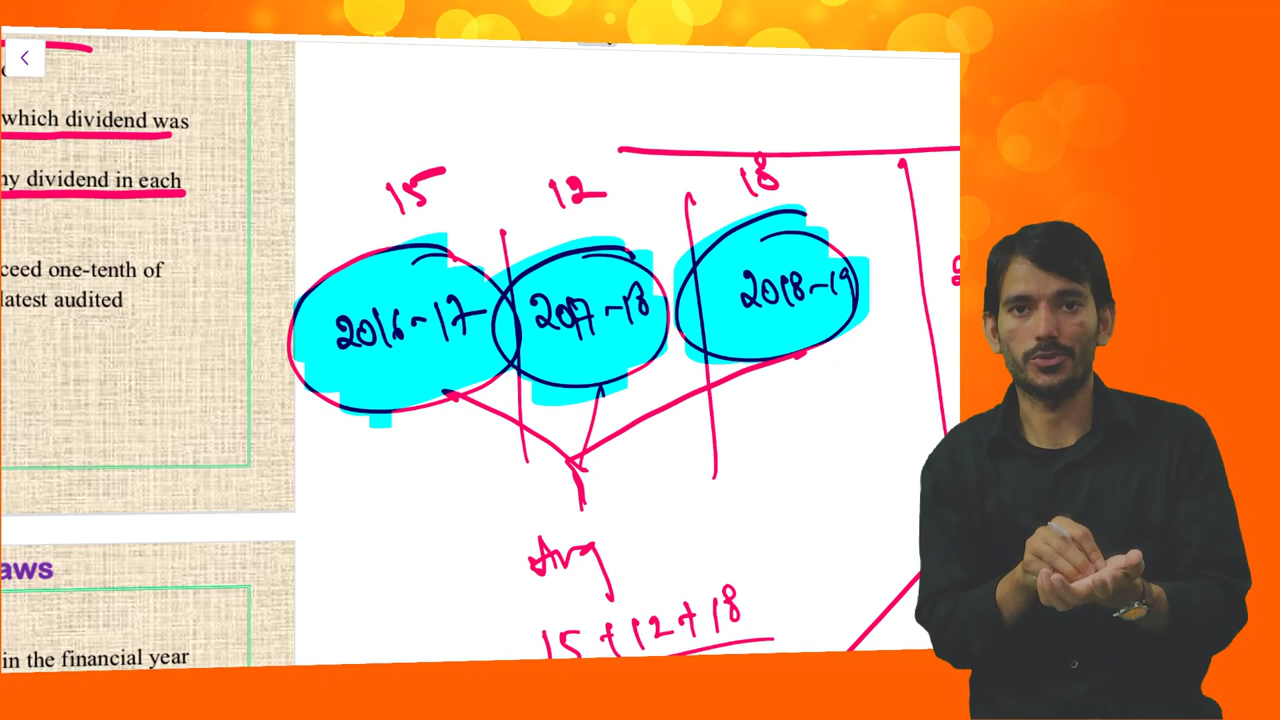 which dividend was
ny dividend in each
ceed one-tenth of
latest audited
15 12 18
2016-17 2017-18 2018-19
Avg
15 + 12 + 18
aws
in the financial year